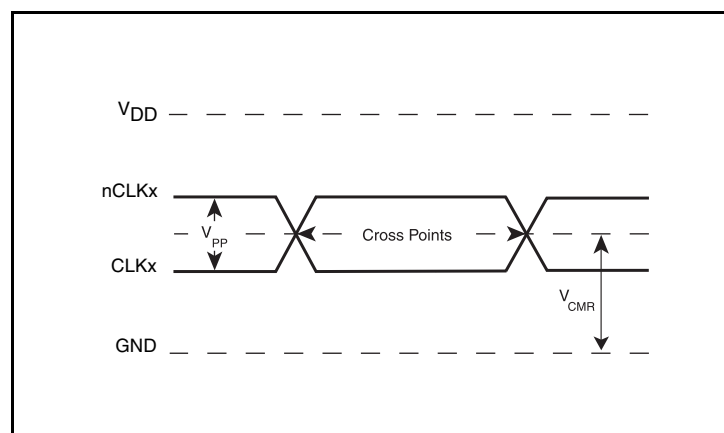 VDD
nCLKx
VPP
Cross Points
CLKx
VCMR
GND